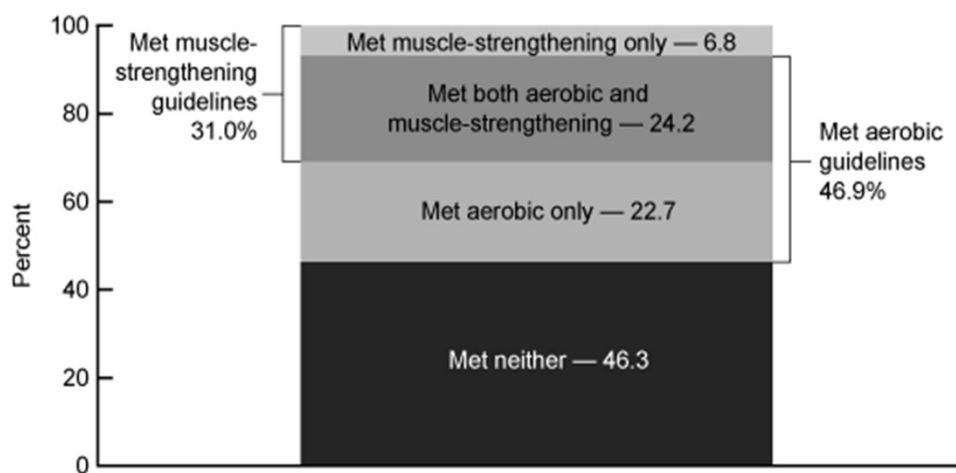 100
80
60
40
20
0
Percent
Met muscle-
strengthening
guidelines
31.0%
Met muscle-strengthening only — 6.8
Met both aerobic and
muscle-strengthening — 24.2
Met aerobic only — 22.7
Met neither — 46.3
Met aerobic
guidelines
46.9%